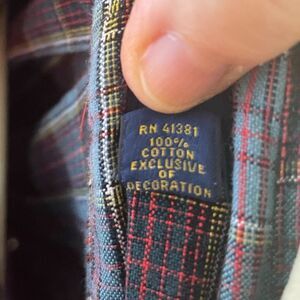 RN 41381
100%
COTTON
EXCLUSIVE
OF
DECORATION